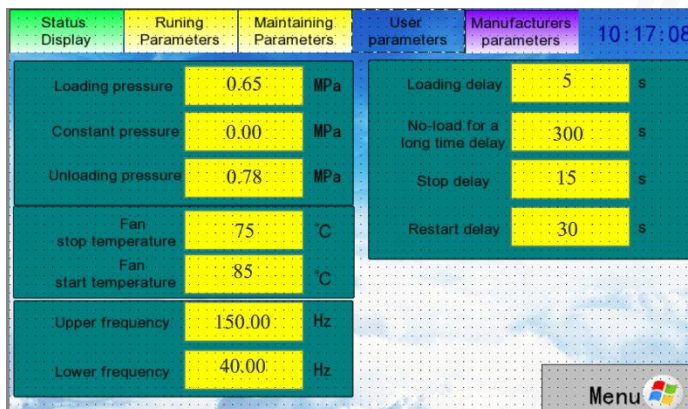 Status
Display
Runing
Parameters
Maintaining
Parameters
User
parameters
Manufacturers
parameters
10:17:08
Loading pressure 0.65 MPa
Constant pressure 0.00 MPa
Unloading pressure 0.78 MPa
Fan
stop temperature 75 °C
Fan
start temperature 85 °C
Upper frequency 150.00 Hz
Lower frequency 40.00 Hz
Loading delay 5 s
No-load for a
long time delay 300 s
Stop delay 15 s
Restart delay 30 s
Menu